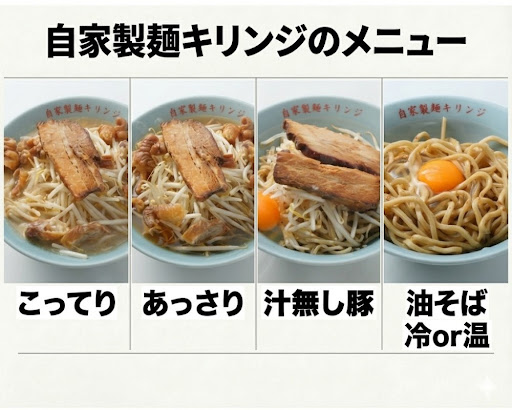 自家製麺キリンジのメニュー
自家製麺キリンジ
自家製麺キリンジ
自家製麺キリンジ
自家製麺キリンジ
こってり
あっさり
汁無し豚
油そば
冷or温